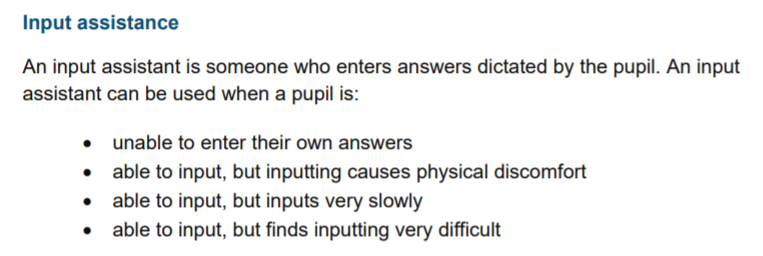 Input assistance
An input assistant is someone who enters answers dictated by the pupil. An input
assistant can be used when a pupil is:
• unable to enter their own answers
• able to input, but inputting causes physical discomfort
• able to input, but inputs very slowly
• able to input, but finds inputting very difficult